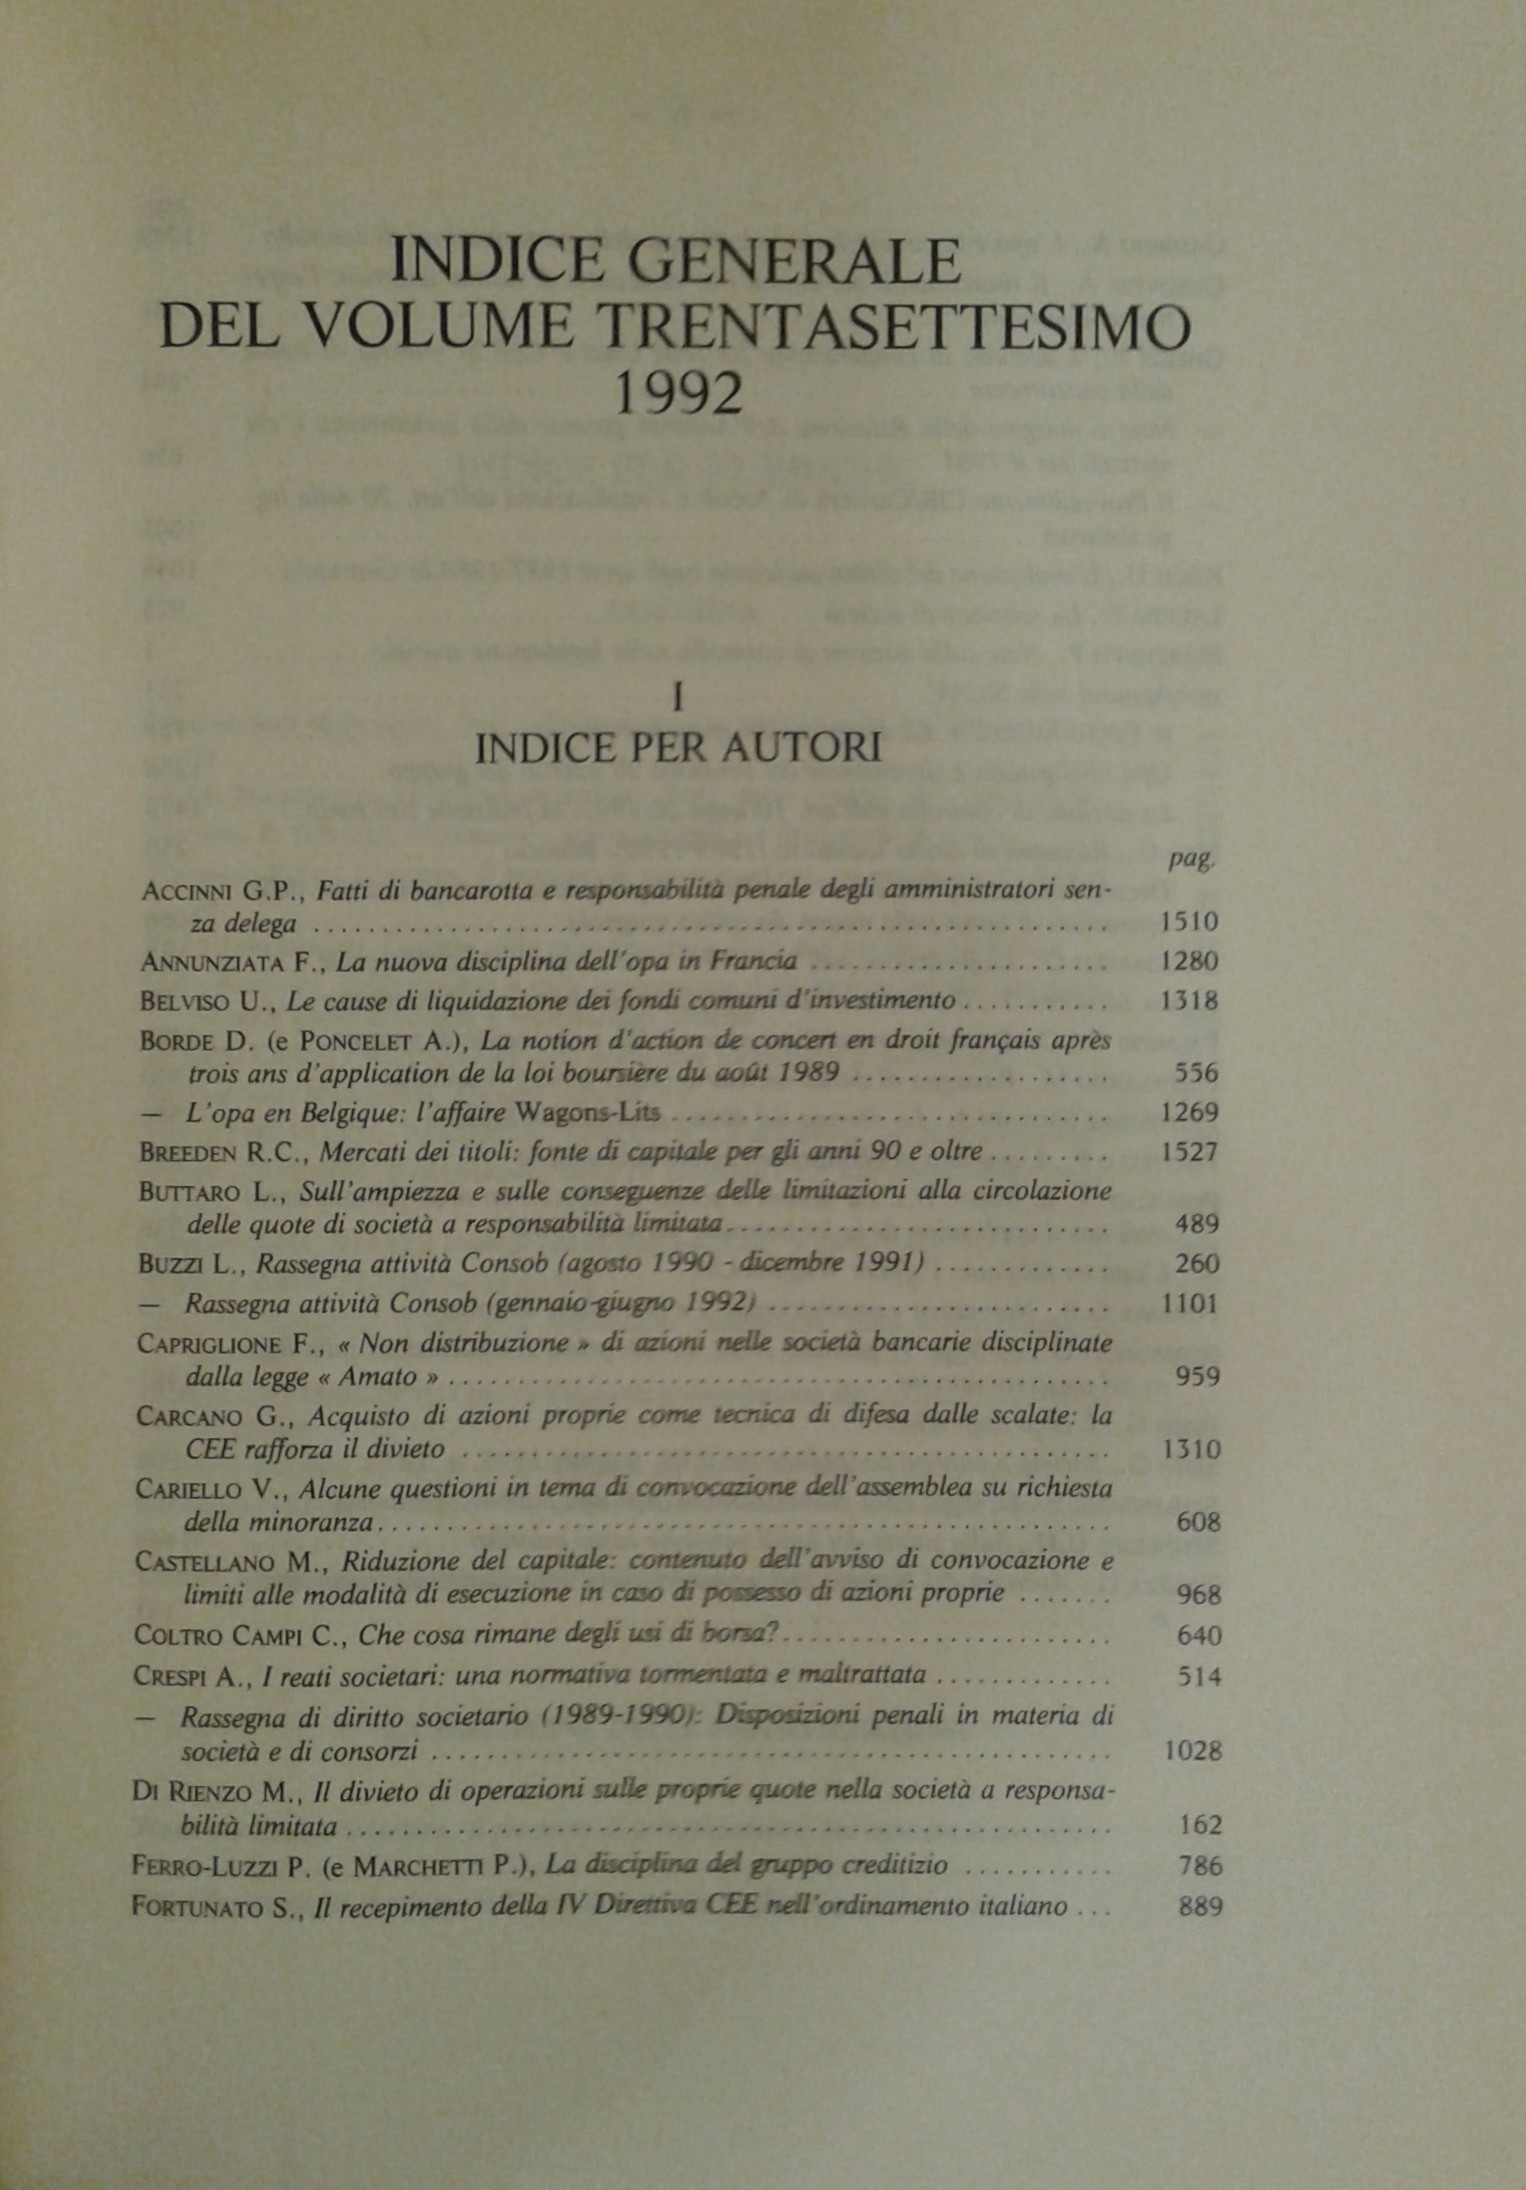 INDICE GENERALE
DEL VOLUME TRENTASETTESIMO
1992
I
INDICE PER AUTORI
pag.
ACCINNI G.P., Fatti di bancarotta e responsabilità penale degli amministratori sen-
za delega .......... 1510
ANNUNZIATA F., La nuova disciplina dell'opa in Francia .......... 1280
BELVISO U., Le cause di liquidazione dei fondi comuni d'investimento .......... 1318
BORDE D. (e PONCELET A.), La notion d'action de concert en droit français après
trois ans d'application de la loi boursière du août 1989 .......... 556
— L'opa en Belgique: l'affaire Wagons-Lits .......... 1269
BREEDEN R.C., Mercati dei titoli: fonte di capitale per gli anni 90 e oltre ......... 1527
BUTTARO L., Sull'ampiezza e sulle conseguenze delle limitazioni alla circolazione
delle quote di società a responsabilità limitata .......... 489
BUZZI L., Rassegna attività Consob (agosto 1990 - dicembre 1991) .......... 260
— Rassegna attività Consob (gennaio-giugno 1992) .......... 1101
CAPRIGLIONE F., « Non distribuzione » di azioni nelle società bancarie disciplinate
dalla legge « Amato » .......... 959
CARCANO G., Acquisto di azioni proprie come tecnica di difesa dalle scalate: la
CEE rafforza il divieto .......... 1310
CARIELLO V., Alcune questioni in tema di convocazione dell'assemblea su richiesta
della minoranza .......... 608
CASTELLANO M., Riduzione del capitale: contenuto dell'avviso di convocazione e
limiti alle modalità di esecuzione in caso di possesso di azioni proprie ....... 968
COLTRO CAMPI C., Che cosa rimane degli usi di borsa? .......... 640
CRESPI A., I reati societari: una normativa tormentata e maltrattata .......... 514
— Rassegna di diritto societario (1989-1990): Disposizioni penali in materia di
società e di consorzi .......... 1028
DI RIENZO M., Il divieto di operazioni sulle proprie quote nella società a responsa-
bilità limitata .......... 162
FERRO-LUZZI P. (e MARCHETTI P.), La disciplina del gruppo creditizio .......... 786
FORTUNATO S., Il recepimento della IV Direttiva CEE nell'ordinamento italiano ... 889